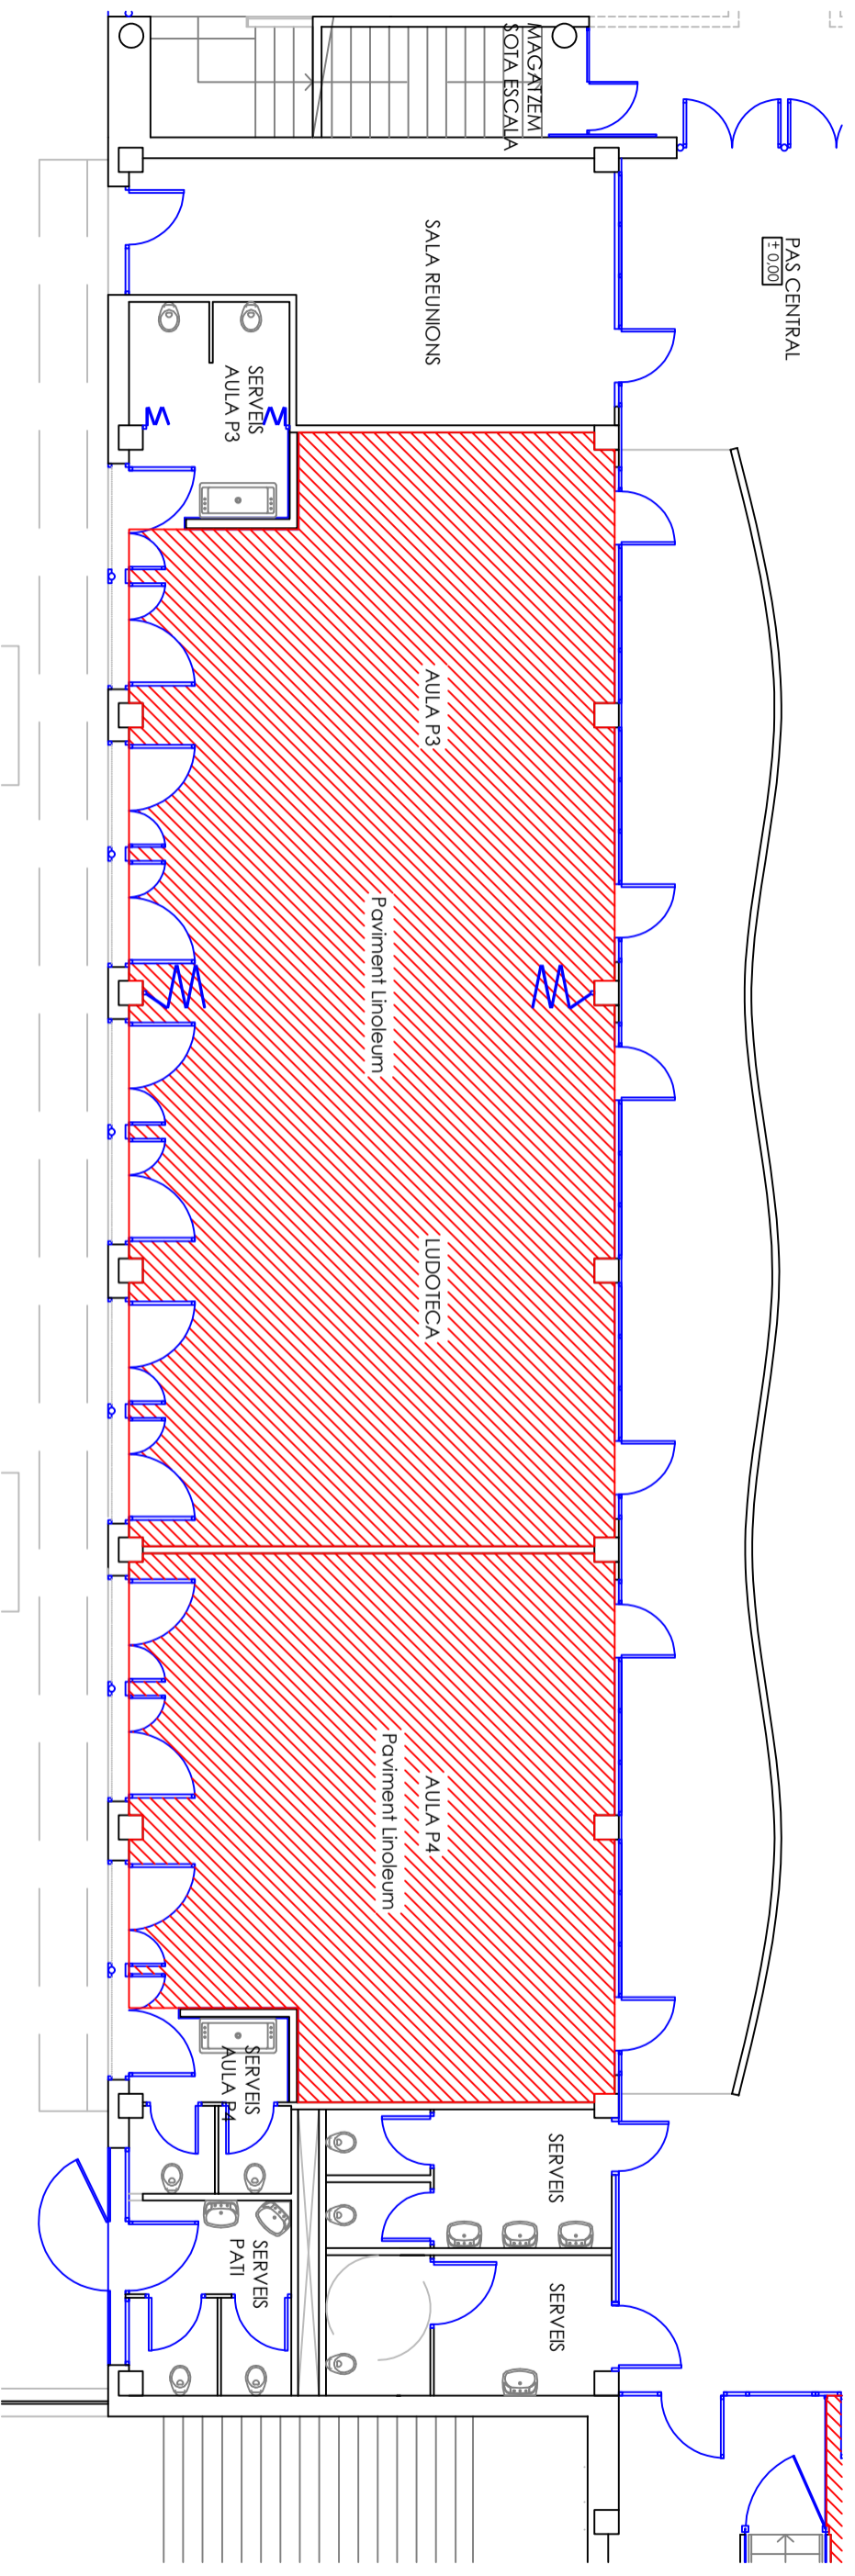 MAGATZEM
SOTA ESCALA
PAS CENTRAL
± 0,00
SALA REUNIONS
SERVEIS
AULA P3
AULA P3
Paviment Linoleum
LUDOTECA
AULA P4
Paviment Linoleum
SERVEIS
AULA P4
SERVEIS
SERVEIS
PATI
SERVEIS